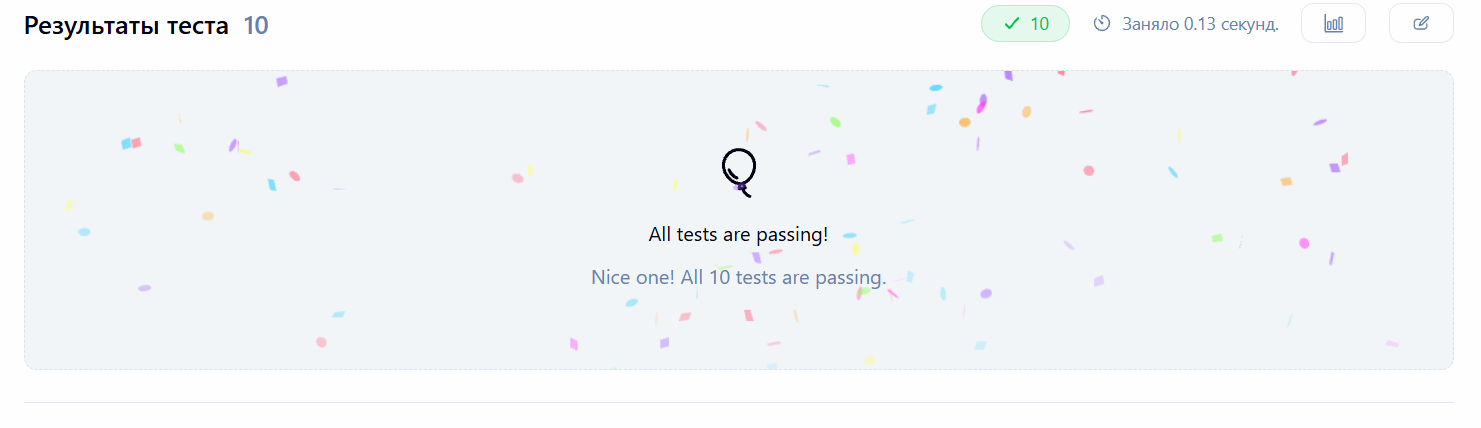 Результаты теста 10
10
Заняло 0.13 секунд.
All tests are passing!
Nice one! All 10 tests are passing.